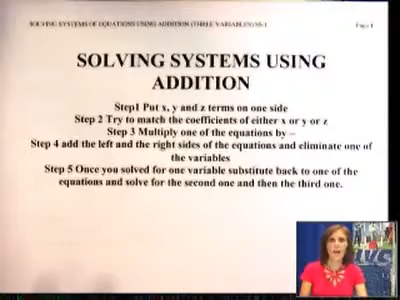 SOLVING SYSTEMS OF EQUATIONS USING ADDITION (THREE VARIABLES)
Page 1
SOLVING SYSTEMS USING
ADDITION
Step1 Put x, y and z terms on one side
Step 2 Try to match the coefficients of either x or y or z
Step 3 Multiply one of the equations by –
Step 4 add the left and the right sides of the equations and eliminate one of
the variables
Step 5 Once you solved for one variable substitute back to one of the
equations and solve for the second one and then the third one.